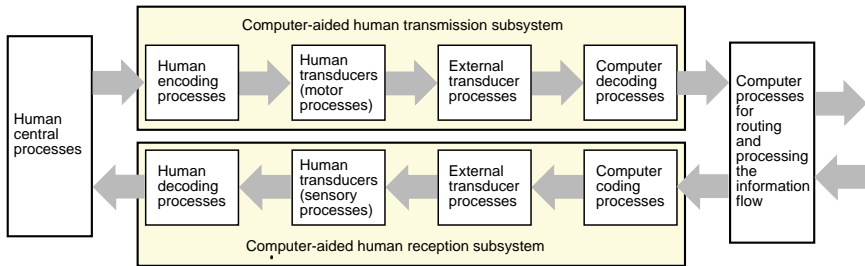 Computer-aided human transmission subsystem
Human
central
processes
Human
encoding
processes
Human
transducers
(motor
processes)
External
transducer
processes
Computer
decoding
processes
Computer
processes
for
routing
and
processing
the
information
flow
Human
decoding
processes
Human
transducers
(sensory
processes)
External
transducer
processes
Computer
coding
processes
Computer-aided human reception subsystem